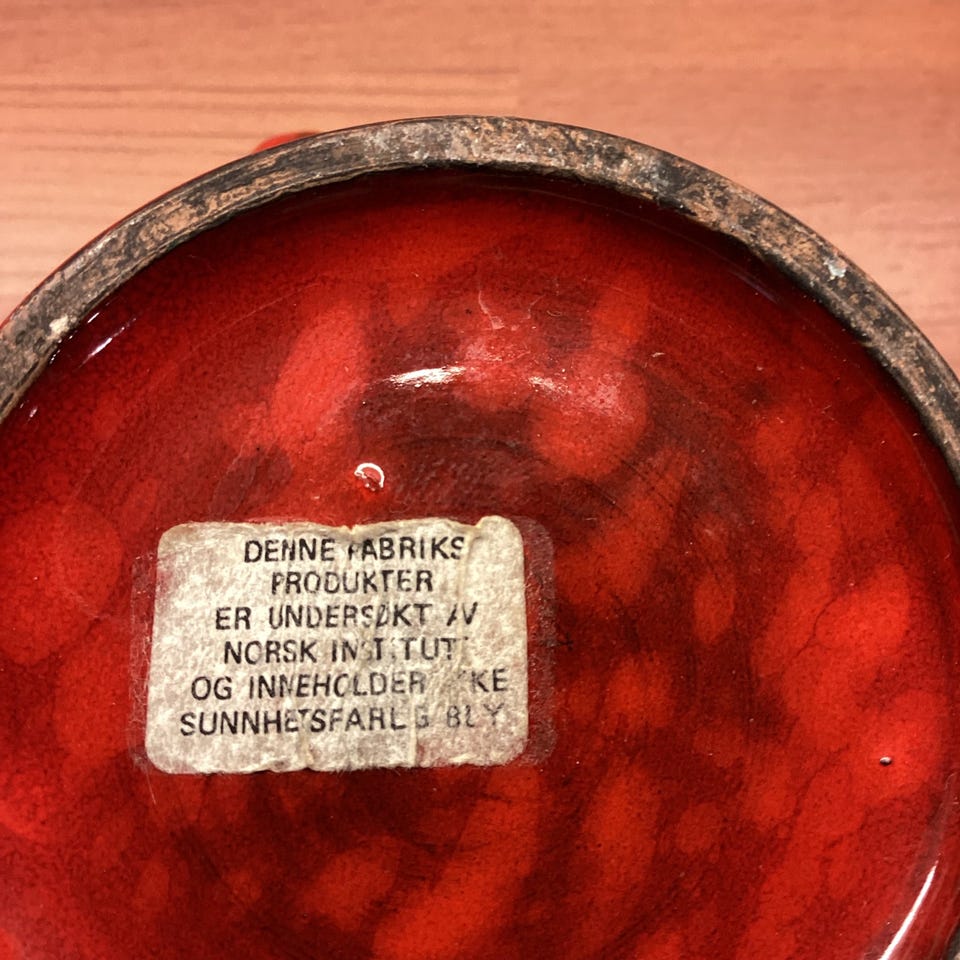 DENNE FABRIKS
PRODUKTER
ER UNDERSØKT AV
NORSK INSTITUTT
OG INNEHOLDER IKKE
SUNNHETSFARLIG BLY